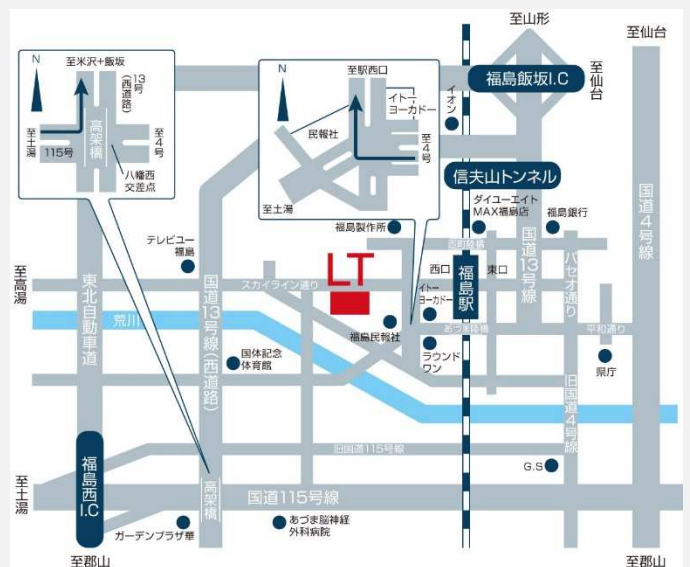 至山形
至仙台
N
至米沢+飯坂
13号
(西道路)
高架橋
至土湯
115号
至4号
八幡西
交差点
N
至駅西口
イトー
ヨーカドー
民報社
至4号
至土湯
福島飯坂I.C
至仙台
イオン
信夫山トンネル
ダイユーエイト
MAX福島店
福島銀行
国道4号線
福島製作所
西町陸橋
国道13号線
パセオ通り
テレビユー
福島
LT
西口
福島駅
東口
至高湯
スカイライン通り
イトー
ヨーカドー
東北自動車道
国道13号線(西道路)
荒川
福島民報社
あづま陸橋
平和通り
国体記念
体育館
ラウンド
ワン
県庁
旧国道4号線
旧国道115号線
G.S
福島西I.C
至土湯
高架橋
国道115号線
ガーデンプラザ華
あづま脳神経
外科病院
至郡山
至郡山